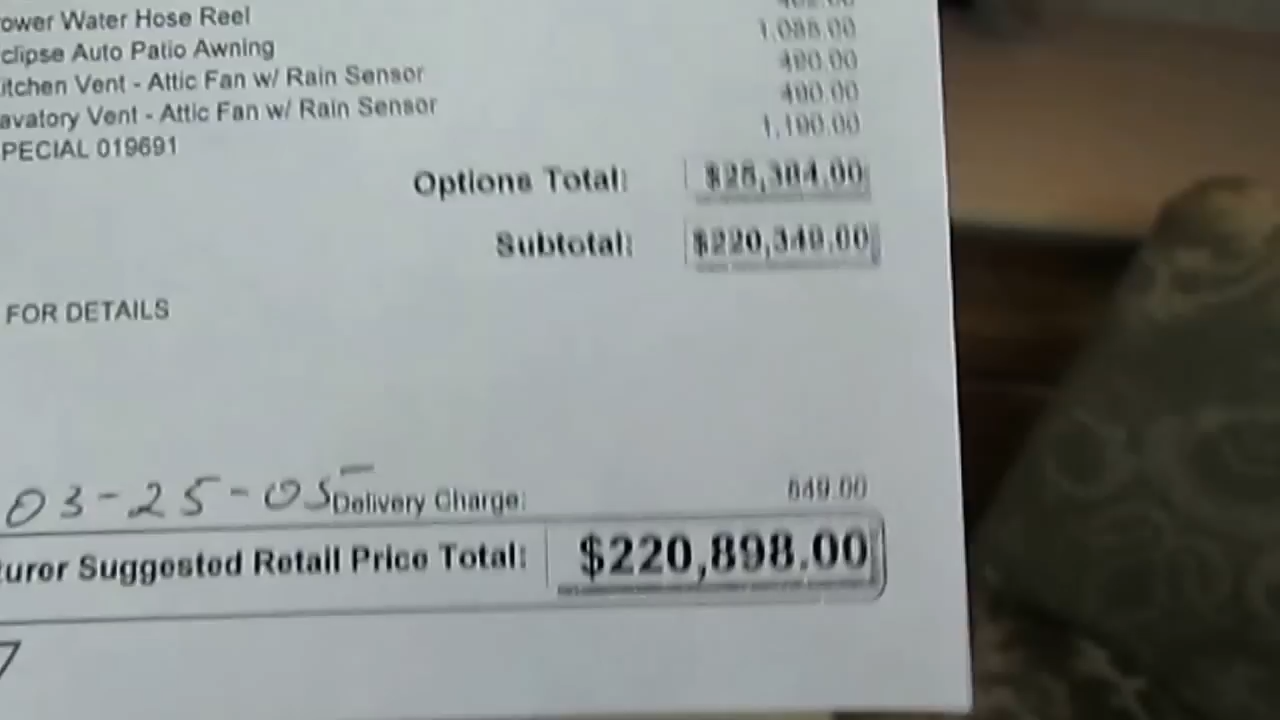 ower Water Hose Reel
clipse Auto Patio Awning 1,088.00
itchen Vent - Attic Fan w/ Rain Sensor 490.00
avatory Vent - Attic Fan w/ Rain Sensor 490.00
PECIAL 019691 1,190.00
Options Total:
Subtotal: $220,349.00
FOR DETAILS
03-25-05 Delivery Charge: 549.00
turer Suggested Retail Price Total: $220,898.00